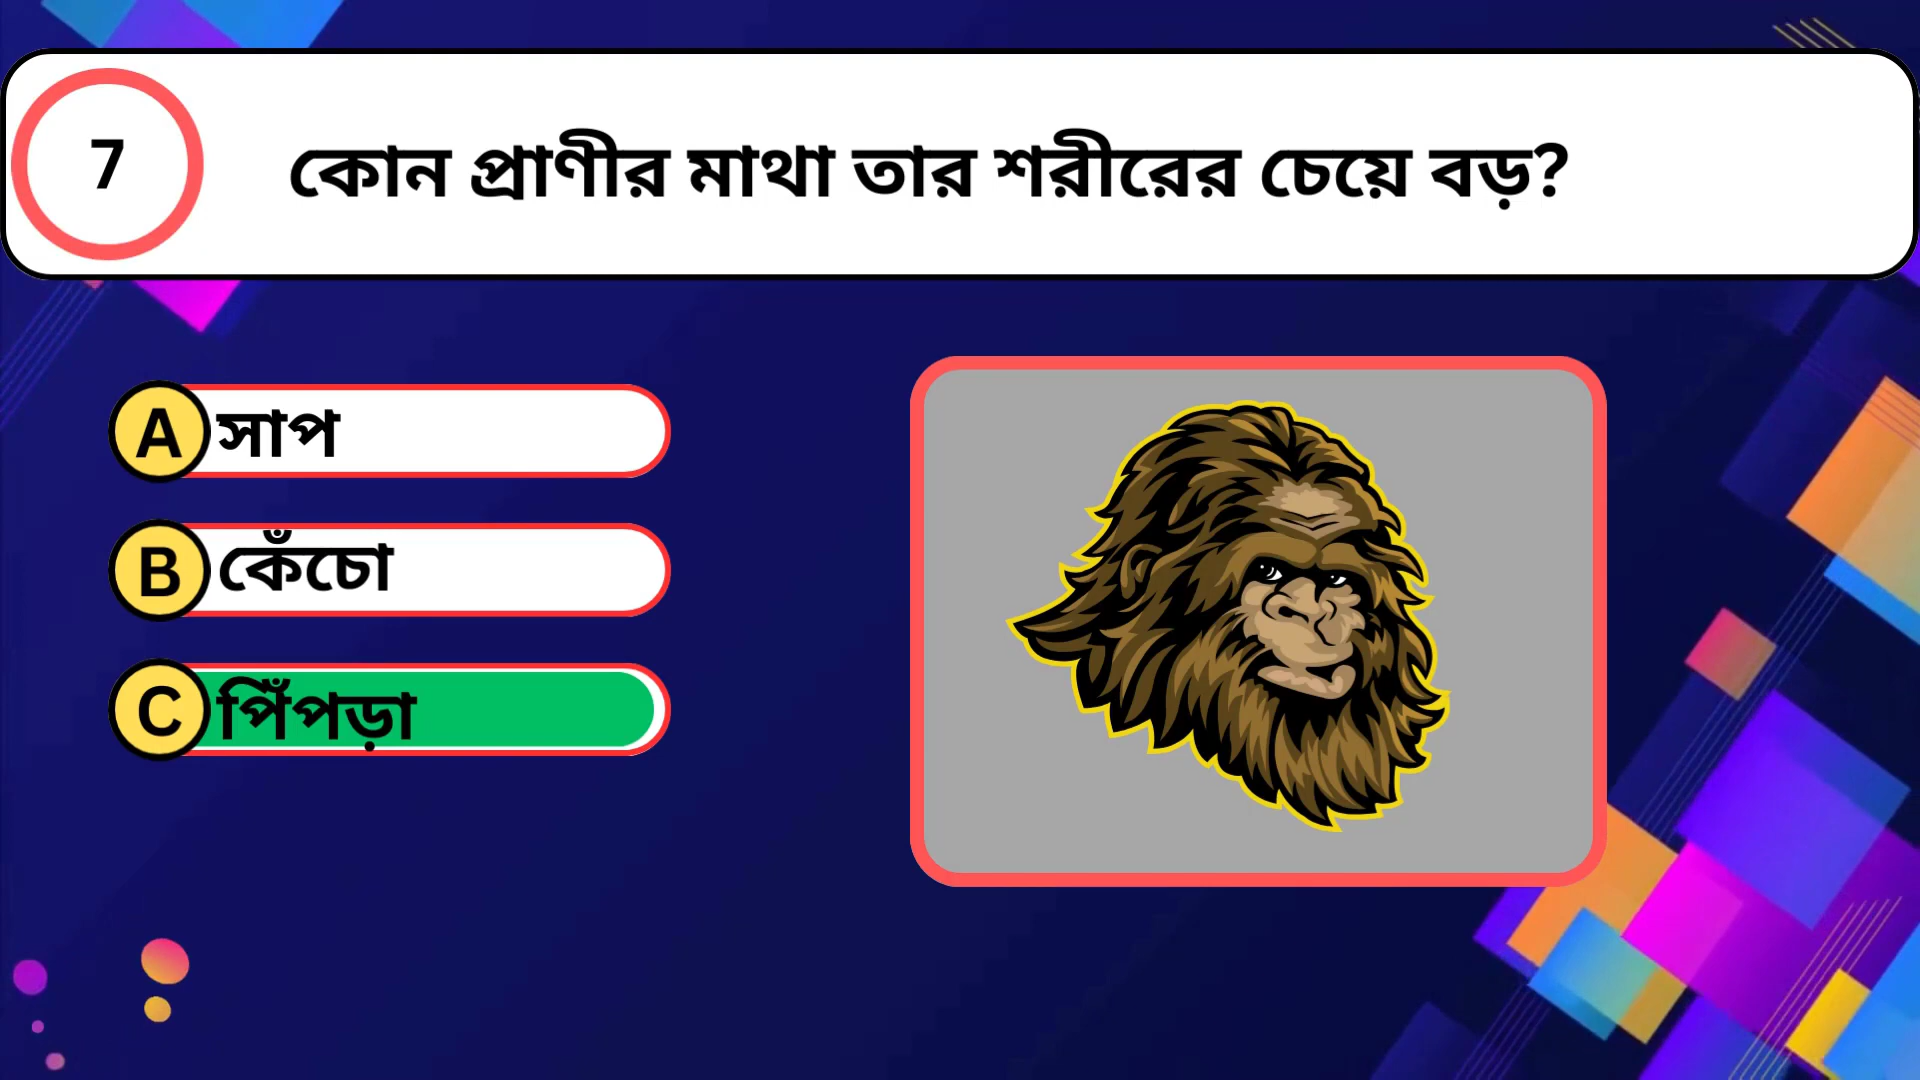 7
কোন প্রাণীর মাথা তার শরীরের চেয়ে বড়?
A সাপ
B কেঁচো
C পিঁপড়া